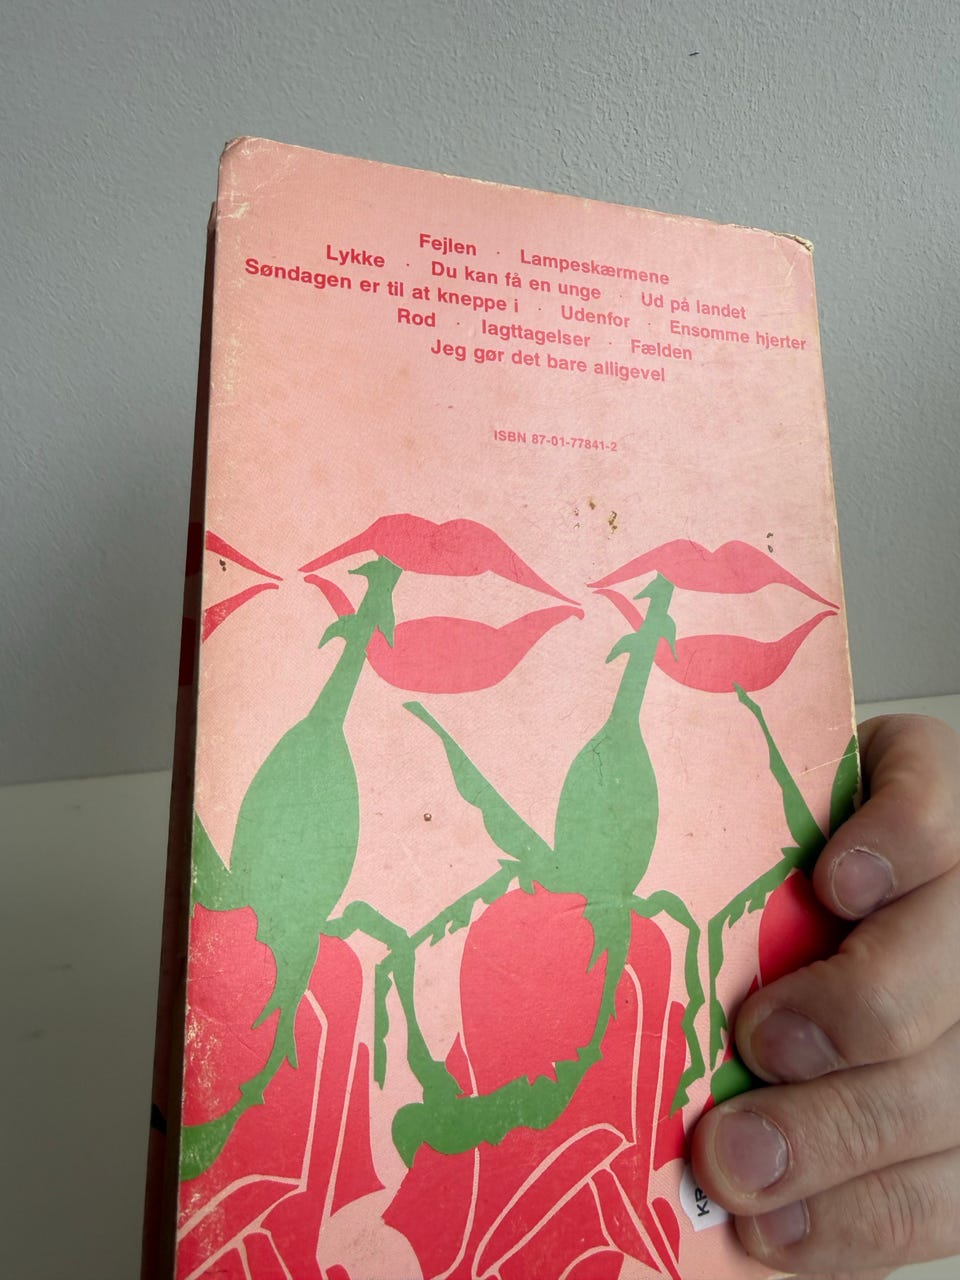 Fejlen · Lampeskærmene
Lykke · Du kan få en unge · Ud på landet
Søndagen er til at kneppe i · Udenfor · Ensomme hjerter
Rod · Iagttagelser · Fælden
Jeg gør det bare alligevel
ISBN 87-01-77841-2